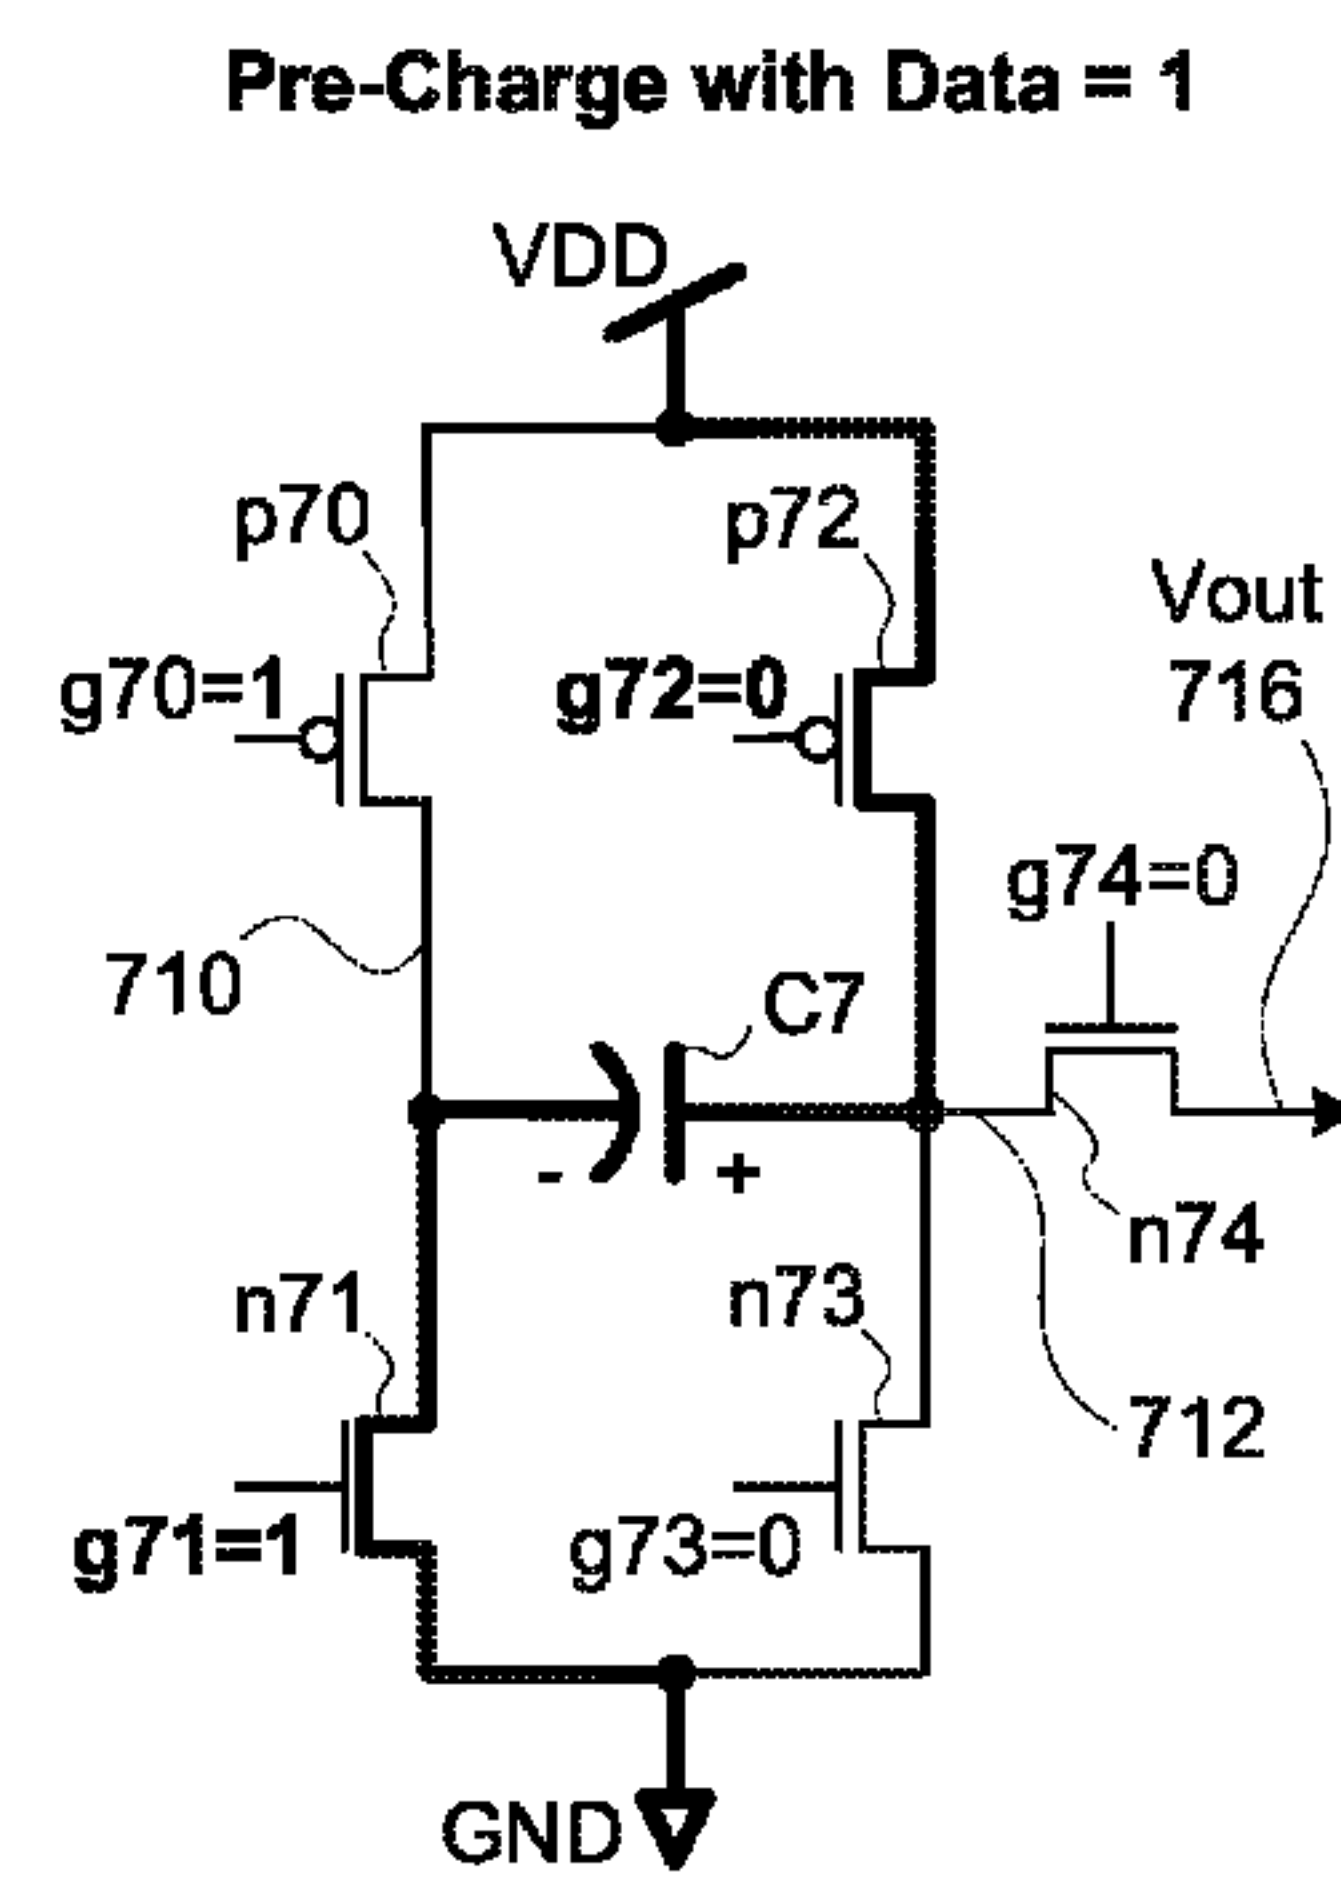 Pre-Charge with Data = 1
VDD
p70
p72
Vout
716
g70=1
g72=0
g74=0
710
C7
-
+
n74
n71
n73
712
g71=1
g73=0
GND